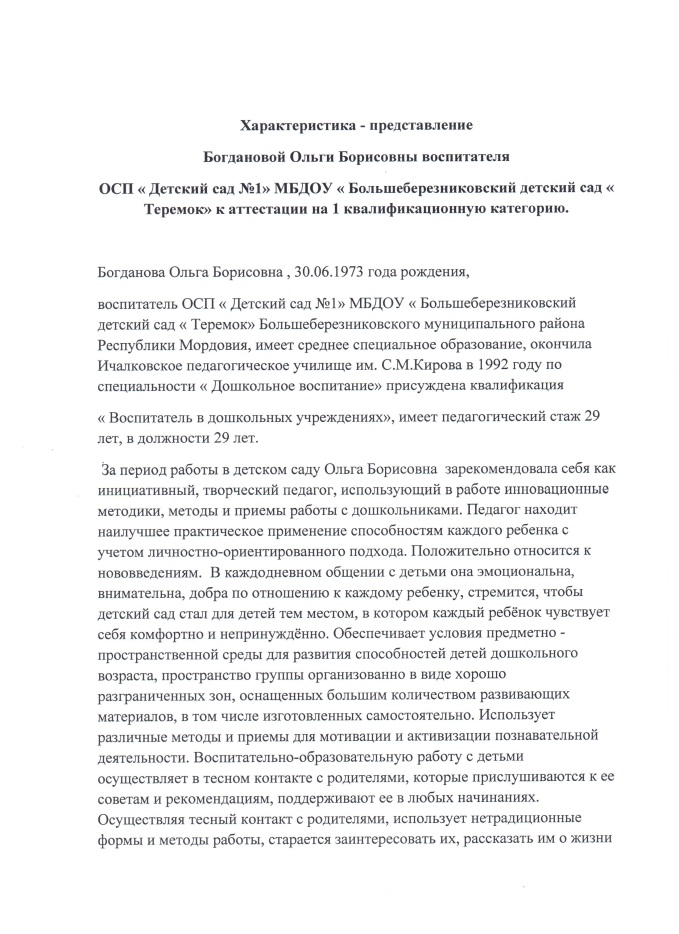 Характеристика - представление
Богдановой Ольги Борисовны воспитателя
ОСП « Детский сад №1» МБДОУ « Большеберезниковский детский сад «
Теремок» к аттестации на 1 квалификационную категорию.
Богданова Ольга Борисовна , 30.06.1973 года рождения,
воспитатель ОСП « Детский сад №1» МБДОУ « Большеберезниковский
детский сад « Теремок» Большеберезниковского муниципального района
Республики Мордовия, имеет среднее специальное образование, окончила
Ичалковское педагогическое училище им. С.М.Кирова в 1992 году по
специальности « Дошкольное воспитание» присуждена квалификация
« Воспитатель в дошкольных учреждениях», имеет педагогический стаж 29
лет, в должности 29 лет.
За период работы в детском саду Ольга Борисовна зарекомендовала себя как
инициативный, творческий педагог, использующий в работе инновационные
методики, методы и приемы работы с дошкольниками. Педагог находит
наилучшее практическое применение способностям каждого ребенка с
учетом личностно-ориентированного подхода. Положительно относится к
нововведениям. В каждодневном общении с детьми она эмоциональна,
внимательна, добра по отношению к каждому ребенку, стремится, чтобы
детский сад стал для детей тем местом, в котором каждый ребёнок чувствует
себя комфортно и непринуждённо. Обеспечивает условия предметно -
пространственной среды для развития способностей детей дошкольного
возраста, пространство группы организованно в виде хорошо
разграниченных зон, оснащенных большим количеством развивающих
материалов, в том числе изготовленных самостоятельно. Использует
различные методы и приемы для мотивации и активизации познавательной
деятельности. Воспитательно-образовательную работу с детьми
осуществляет в тесном контакте с родителями, которые прислушиваются к ее
советам и рекомендациям, поддерживают ее в любых начинаниях.
Осуществляя тесный контакт с родителями, использует нетрадиционные
формы и методы работы, старается заинтересовать их, рассказать им о жизни